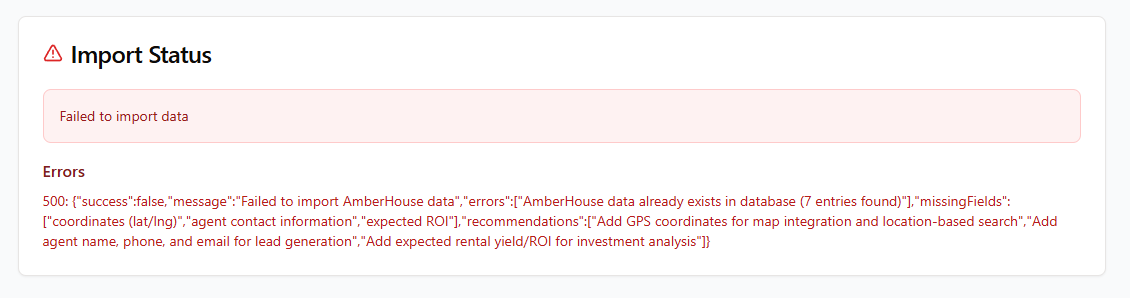 Import Status
Failed to import data
Errors
500: {"success":false,"message":"Failed to import AmberHouse data","errors":["AmberHouse data already exists in database (7 entries found)"],"missingFields":
["coordinates (lat/lng)","agent contact information","expected ROI"],"recommendations":["Add GPS coordinates for map integration and location-based search","Add
agent name, phone, and email for lead generation","Add expected rental yield/ROI for investment analysis"]}